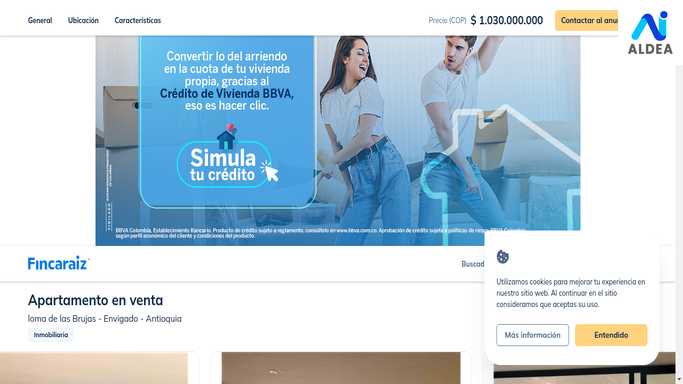 General Ubicación Características Precio (COP) $ 1.030.000.000 Contactar al anu
ALDEA
Convertir lo del arriendo
en la cuota de tu vivienda
propia, gracias al
Crédito de Vivienda BBVA,
eso es hacer clic.
Simula
tu crédito
BBVA Colombia, Establecimiento Bancario. Producto de crédito sujeto a reglamento, consúltelo en www.bbva.com.co. Aprobación de crédito sujeta a políticas de riesgo BBVA Colombia,
según perfil económico del cliente y condiciones del producto.
Fincaraiz
Buscad
Apartamento en venta
loma de las Brujas - Envigado - Antioquia
Inmobiliaria
Utilizamos cookies para mejorar tu experiencia en
nuestro sitio web. Al continuar en el sitio
consideramos que aceptas su uso.
Más información Entendido